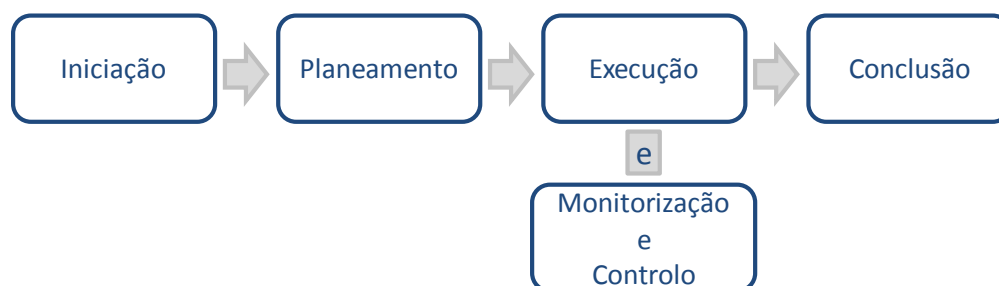 Iniciação
Planeamento
Execução
Conclusão
e
Monitorização
e
Controlo